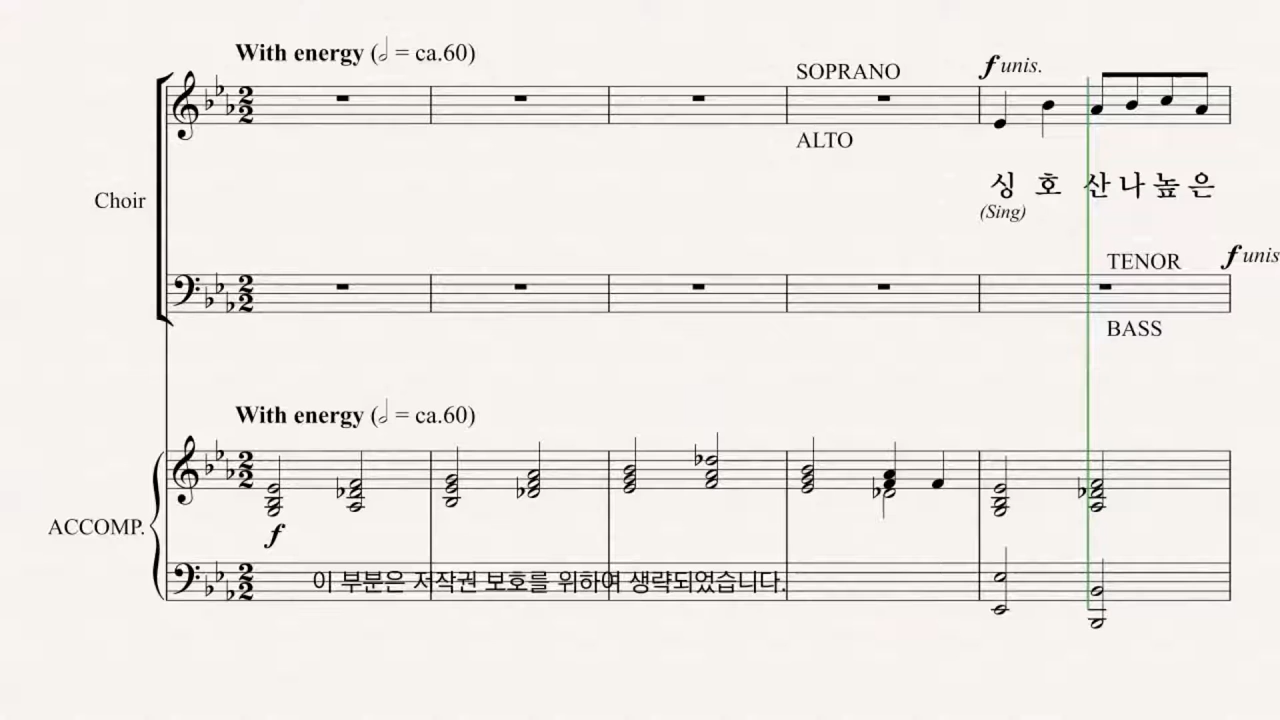 With energy (𝅗𝅥 = ca.60)
SOPRANO
f unis.
ALTO
Choir
싱 호 산 나 높 은
(Sing)
TENOR
f unis
BASS
With energy (𝅗𝅥 = ca.60)
ACCOMP.
f
이 부분은 저작권 보호를 위하여 생략되었습니다.